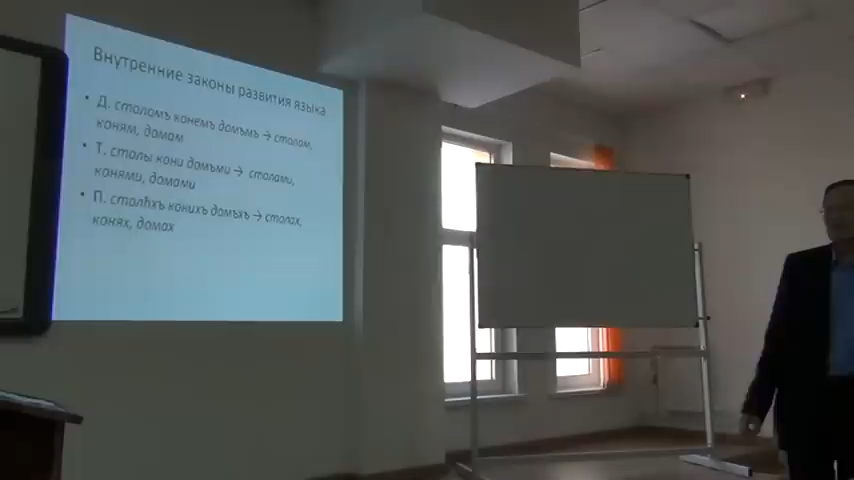 Внутренние законы развития языка
• Д. столомъ конемъ домъмъ → столам,
коням, домам
• Т. столы кони домъми → столами,
конями, домами
• П. столѣхъ конихъ домъхъ → столах,
конях, домах